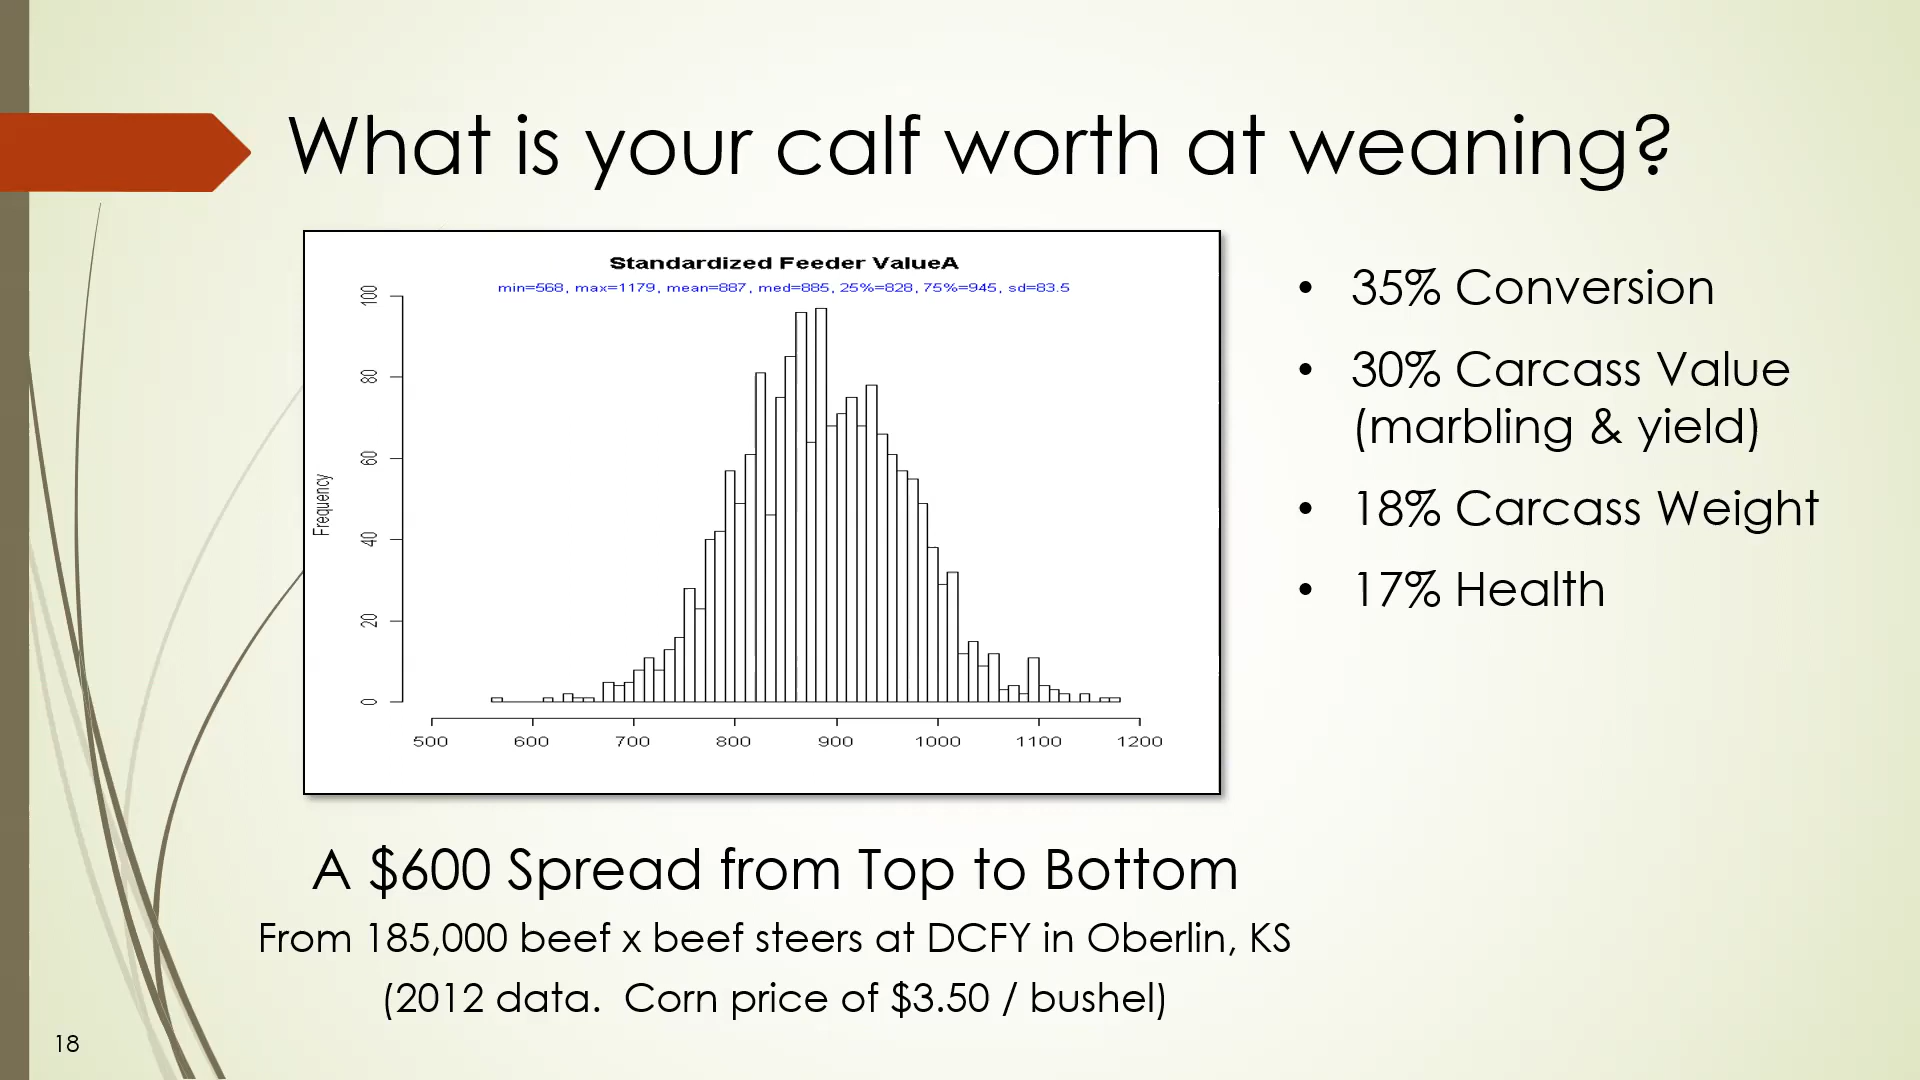 What is your calf worth at weaning?
Standardized Feeder ValueA
min=568, max=1179, mean=887, med=885, 25%=828, 75%=945, sd=83.5
Frequency
100
80
60
40
20
0
500 600 700 800 900 1000 1100 1200
• 35% Conversion
• 30% Carcass Value
(marbling & yield)
• 18% Carcass Weight
• 17% Health
A $600 Spread from Top to Bottom
From 185,000 beef x beef steers at DCFY in Oberlin, KS
(2012 data.  Corn price of $3.50 / bushel)
18